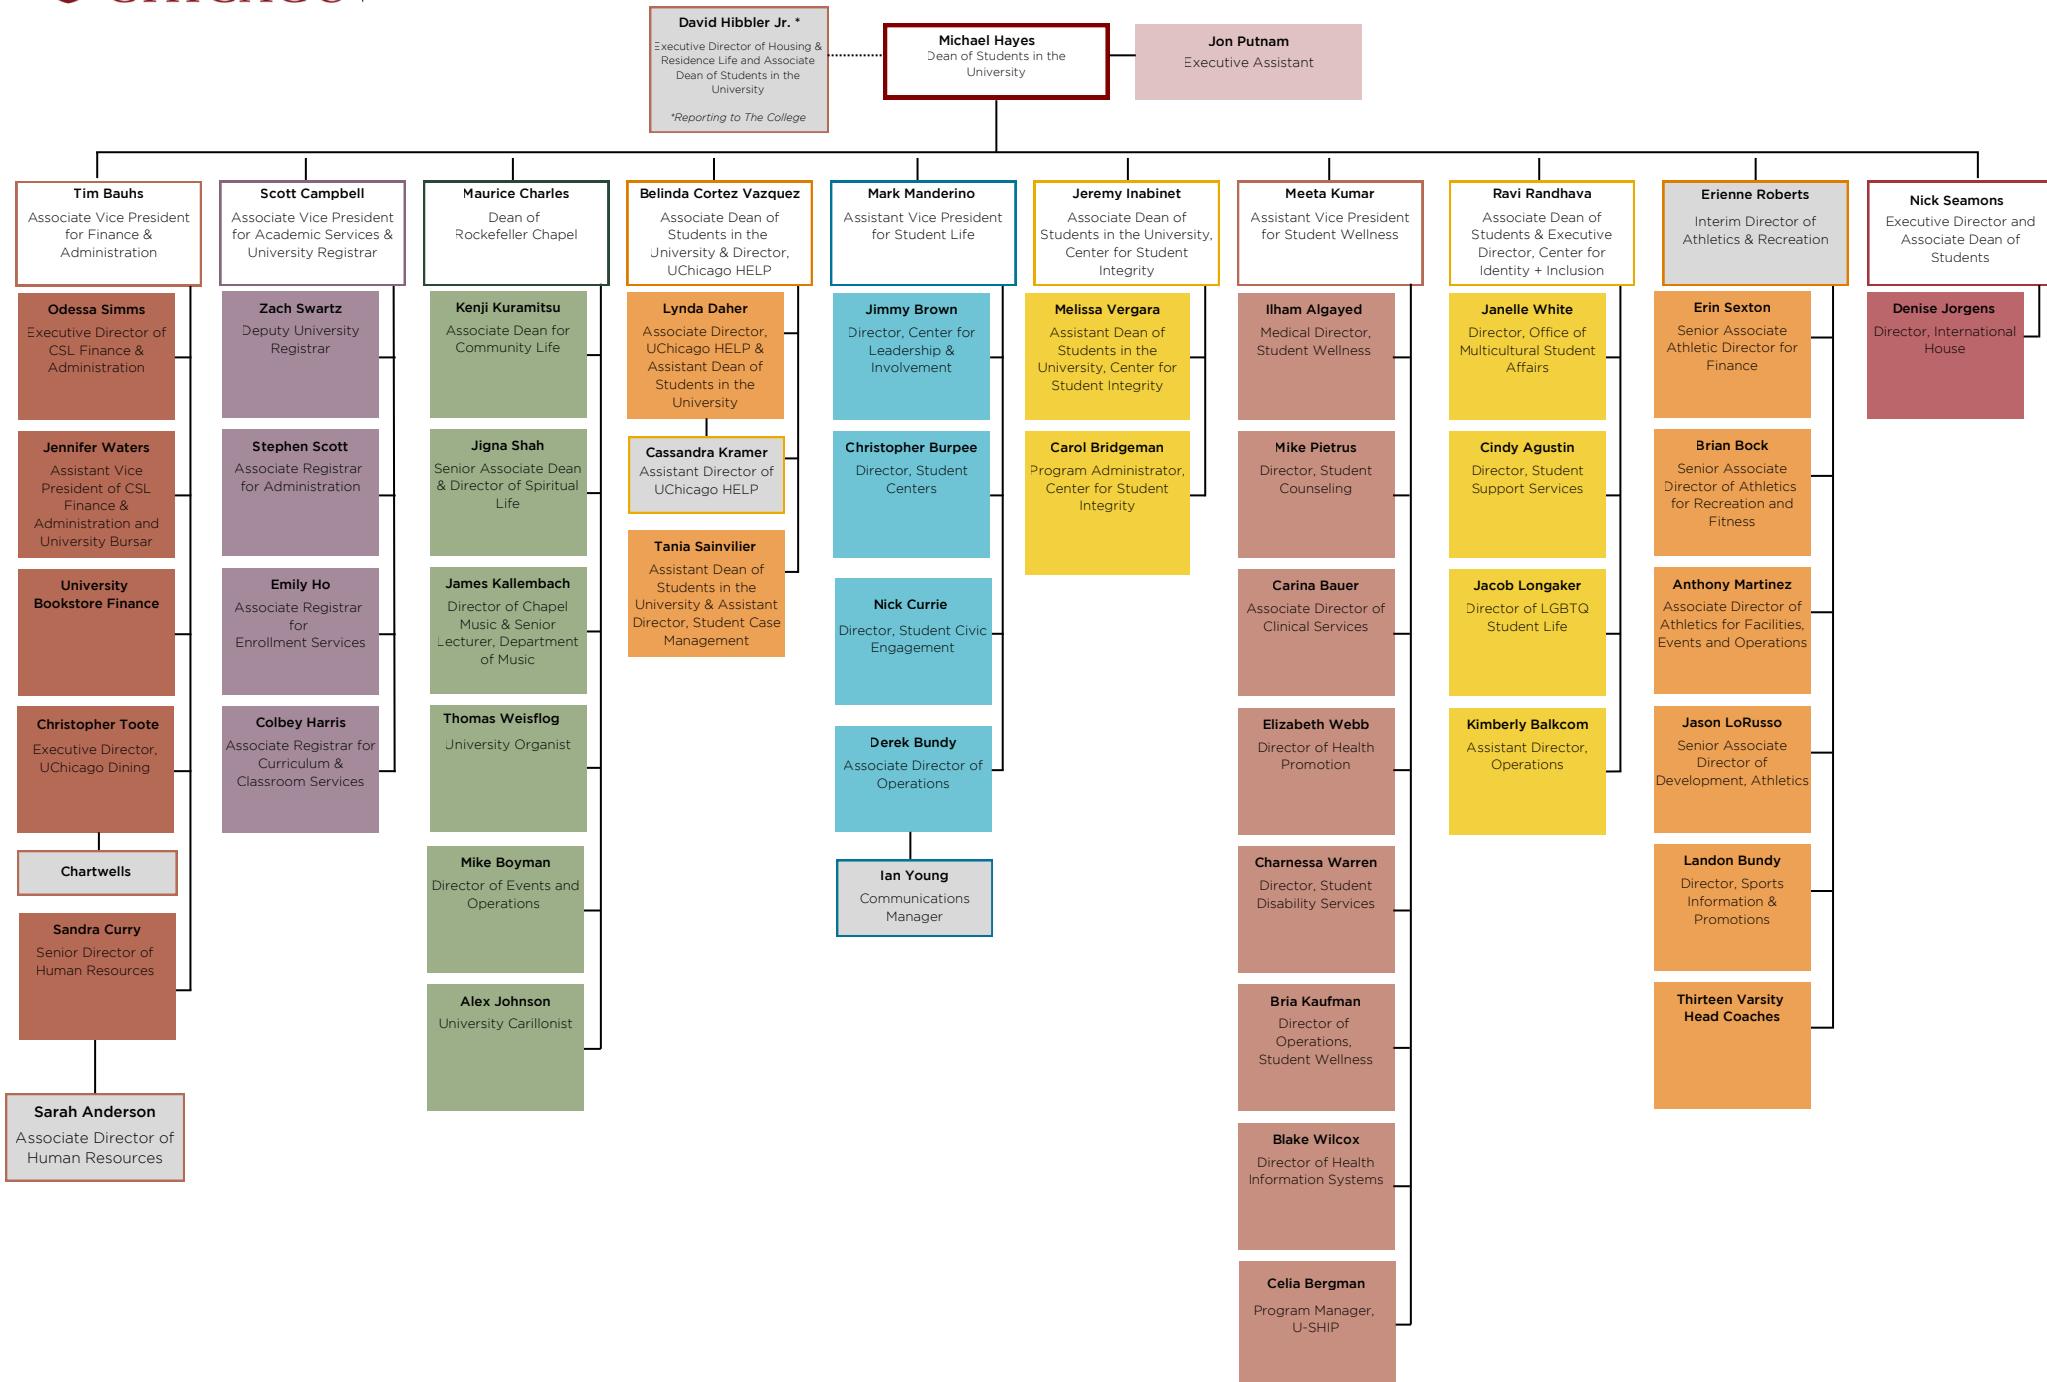 David Hibbler Jr. *
Executive Director of Housing &
Residence Life and Associate
Dean of Students in the
University
*Reporting to The College
Michael Hayes
Dean of Students in the
University
Jon Putnam
Executive Assistant
Tim Bauhs
Associate Vice President
for Finance &
Administration
Odessa Simms
Executive Director of
CSL Finance &
Administration
Jennifer Waters
Assistant Vice
President of CSL
Finance &
Administration and
University Bursar
University
Bookstore Finance
Christopher Toote
Executive Director,
UChicago Dining
Chartwells
Sandra Curry
Senior Director of
Human Resources
Sarah Anderson
Associate Director of
Human Resources
Scott Campbell
Associate Vice President
for Academic Services &
University Registrar
Zach Swartz
Deputy University
Registrar
Stephen Scott
Associate Registrar
for Administration
Emily Ho
Associate Registrar
for
Enrollment Services
Colbey Harris
Associate Registrar for
Curriculum &
Classroom Services
Maurice Charles
Dean of
Rockefeller Chapel
Kenji Kuramitsu
Associate Dean for
Community Life
Jigna Shah
Senior Associate Dean
& Director of Spiritual
Life
James Kallembach
Director of Chapel
Music & Senior
Lecturer, Department
of Music
Thomas Weisflog
University Organist
Mike Boyman
Director of Events and
Operations
Alex Johnson
University Carillonist
Belinda Cortez Vazquez
Associate Dean of
Students in the
University & Director,
UChicago HELP
Lynda Daher
Associate Director,
UChicago HELP &
Assistant Dean of
Students in the
University
Cassandra Kramer
Assistant Director of
UChicago HELP
Tania Sainvilier
Assistant Dean of
Students in the
University & Assistant
Director, Student Case
Management
Mark Manderino
Assistant Vice President
for Student Life
Jimmy Brown
Director, Center for
Leadership &
Involvement
Christopher Burpee
Director, Student
Centers
Nick Currie
Director, Student Civic
Engagement
Derek Bundy
Associate Director of
Operations
Ian Young
Communications
Manager
Jeremy Inabinet
Associate Dean of
Students in the University,
Center for Student
Integrity
Melissa Vergara
Assistant Dean of
Students in the
University, Center for
Student Integrity
Carol Bridgeman
Program Administrator,
Center for Student
Integrity
Meeta Kumar
Assistant Vice President
for Student Wellness
Ilham Algayed
Medical Director,
Student Wellness
Mike Pietrus
Director, Student
Counseling
Carina Bauer
Associate Director of
Clinical Services
Elizabeth Webb
Director of Health
Promotion
Charnessa Warren
Director, Student
Disability Services
Bria Kaufman
Director of
Operations,
Student Wellness
Blake Wilcox
Director of Health
Information Systems
Celia Bergman
Program Manager,
U-SHIP
Ravi Randhava
Associate Dean of
Students & Executive
Director, Center for
Identity + Inclusion
Janelle White
Director, Office of
Multicultural Student
Affairs
Cindy Agustin
Director, Student
Support Services
Jacob Longaker
Director of LGBTQ
Student Life
Kimberly Balkcom
Assistant Director,
Operations
Erienne Roberts
Interim Director of
Athletics & Recreation
Erin Sexton
Senior Associate
Athletic Director for
Finance
Brian Bock
Senior Associate
Director of Athletics
for Recreation and
Fitness
Anthony Martinez
Associate Director of
Athletics for Facilities,
Events and Operations
Jason LoRusso
Senior Associate
Director of
Development, Athletics
Landon Bundy
Director, Sports
Information &
Promotions
Thirteen Varsity
Head Coaches
Nick Seamons
Executive Director and
Associate Dean of
Students
Denise Jorgens
Director, International
House